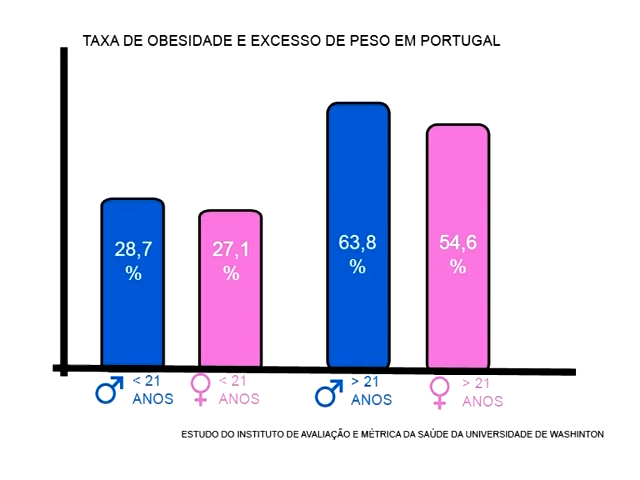 TAXA DE OBESIDADE E EXCESSO DE PESO EM PORTUGAL
28,7
%
27,1
%
63,8
%
54,6
%
< 21
ANOS
< 21
ANOS
> 21
ANOS
> 21
ANOS
ESTUDO DO INSTITUTO DE AVALIAÇÃO E MÉTRICA DA SAÚDE DA UNIVERSIDADE DE WASHINTON